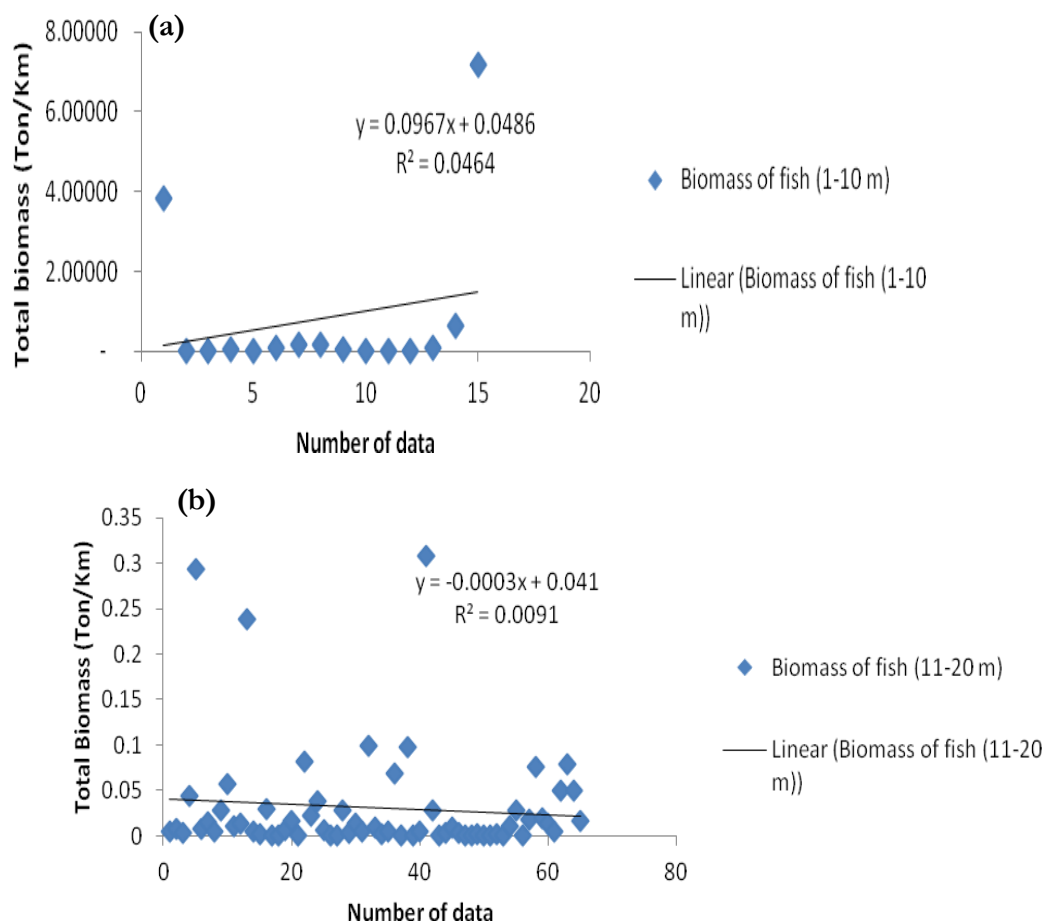 (a)
8.00000
6.00000
4.00000
2.00000
-
Total biomass (Ton/Km)
y = 0.0967x + 0.0486
R² = 0.0464
Biomass of fish (1-10 m)
Linear (Biomass of fish (1-10
m))
0 5 10 15 20
Number of data
(b)
0.35
0.3
0.25
0.2
0.15
0.1
0.05
0
Total Biomass (Ton/Km)
y = -0.0003x + 0.041
R² = 0.0091
Biomass of fish (11-20 m)
Linear (Biomass of fish (11-20
m))
0 20 40 60 80
Number of data